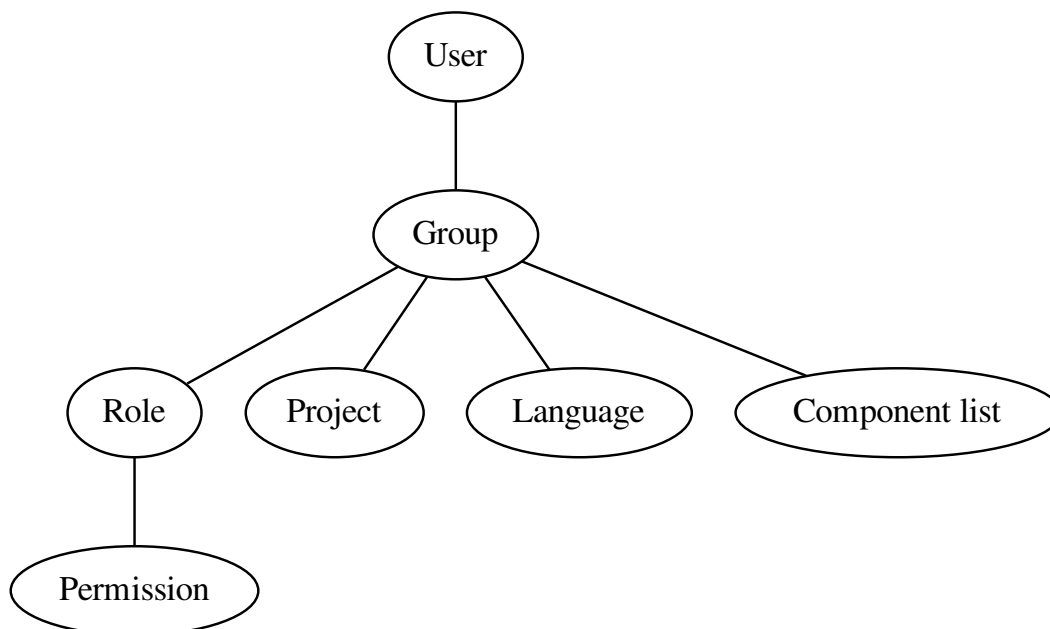 User
Group
Role
Project
Language
Component list
Permission